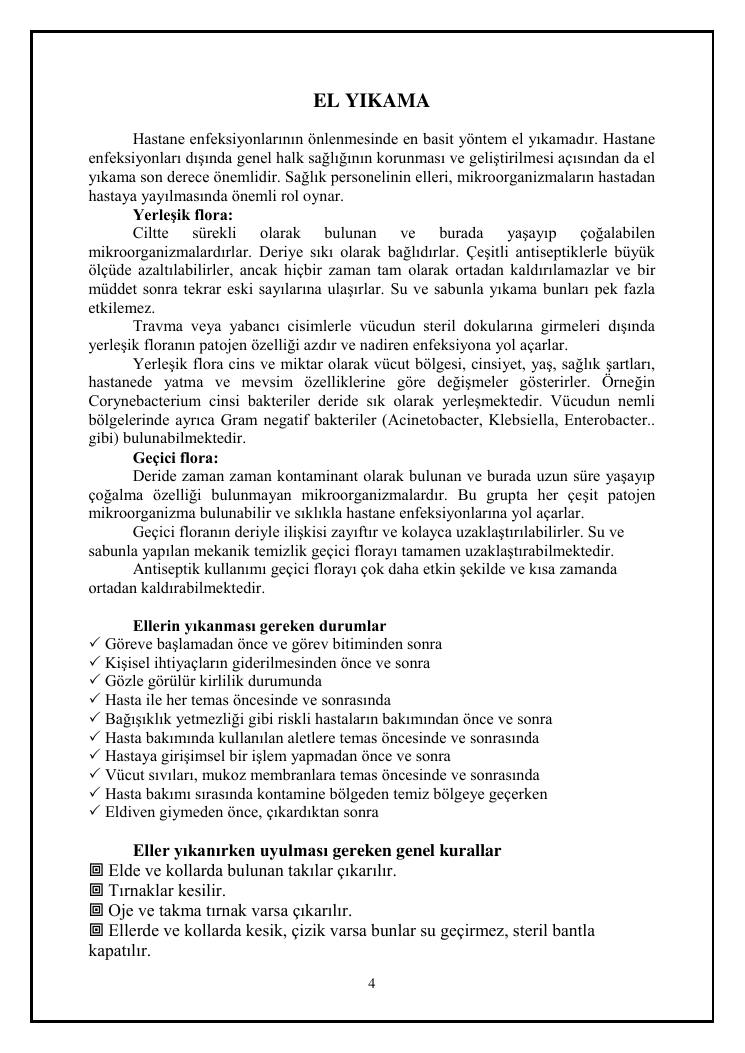 EL YIKAMA
Hastane enfeksiyonlarının önlenmesinde en basit yöntem el yıkamadır. Hastane
enfeksiyonları dışında genel halk sağlığının korunması ve geliştirilmesi açısından da el
yıkama son derece önemlidir. Sağlık personelinin elleri, mikroorganizmaların hastadan
hastaya yayılmasında önemli rol oynar.
Yerleşik flora:
Ciltte sürekli olarak bulunan ve burada yaşayıp çoğalabilen
mikroorganizmalardırlar. Deriye sıkı olarak bağlıdırlar. Çeşitli antiseptiklerle büyük
ölçüde azaltılabilirler, ancak hiçbir zaman tam olarak ortadan kaldırılamazlar ve bir
müddet sonra tekrar eski sayılarına ulaşırlar. Su ve sabunla yıkama bunları pek fazla
etkilemez.
Travma veya yabancı cisimlerle vücudun steril dokularına girmeleri dışında
yerleşik floranın patojen özelliği azdır ve nadiren enfeksiyona yol açarlar.
Yerleşik flora cins ve miktar olarak vücut bölgesi, cinsiyet, yaş, sağlık şartları,
hastanede yatma ve mevsim özelliklerine göre değişmeler gösterirler. Örneğin
Corynebacterium cinsi bakteriler deride sık olarak yerleşmektedir. Vücudun nemli
bölgelerinde ayrıca Gram negatif bakteriler (Acinetobacter, Klebsiella, Enterobacter..
gibi) bulunabilmektedir.
Geçici flora:
Deride zaman zaman kontaminant olarak bulunan ve burada uzun süre yaşayıp
çoğalma özelliği bulunmayan mikroorganizmalardır. Bu grupta her çeşit patojen
mikroorganizma bulunabilir ve sıklıkla hastane enfeksiyonlarına yol açarlar.
Geçici floranın deriyle ilişkisi zayıftır ve kolayca uzaklaştırılabilirler. Su ve
sabunla yapılan mekanik temizlik geçici florayı tamamen uzaklaştırabilmektedir.
Antiseptik kullanımı geçici florayı çok daha etkin şekilde ve kısa zamanda
ortadan kaldırabilmektedir.
Ellerin yıkanması gereken durumlar
✓ Göreve başlamadan önce ve görev bitiminden sonra
✓ Kişisel ihtiyaçların giderilmesinden önce ve sonra
✓ Gözle görülür kirlilik durumunda
✓ Hasta ile her temas öncesinde ve sonrasında
✓ Bağışıklık yetmezliği gibi riskli hastaların bakımından önce ve sonra
✓ Hasta bakımında kullanılan aletlere temas öncesinde ve sonrasında
✓ Hastaya girişimsel bir işlem yapmadan önce ve sonra
✓ Vücut sıvıları, mukoz membranlara temas öncesinde ve sonrasında
✓ Hasta bakımı sırasında kontamine bölgeden temiz bölgeye geçerken
✓ Eldiven giymeden önce, çıkardıktan sonra
Eller yıkanırken uyulması gereken genel kurallar
▣ Elde ve kollarda bulunan takılar çıkarılır.
▣ Tırnaklar kesilir.
▣ Oje ve takma tırnak varsa çıkarılır.
▣ Ellerde ve kollarda kesik, çizik varsa bunlar su geçirmez, steril bantla
kapatılır.
4